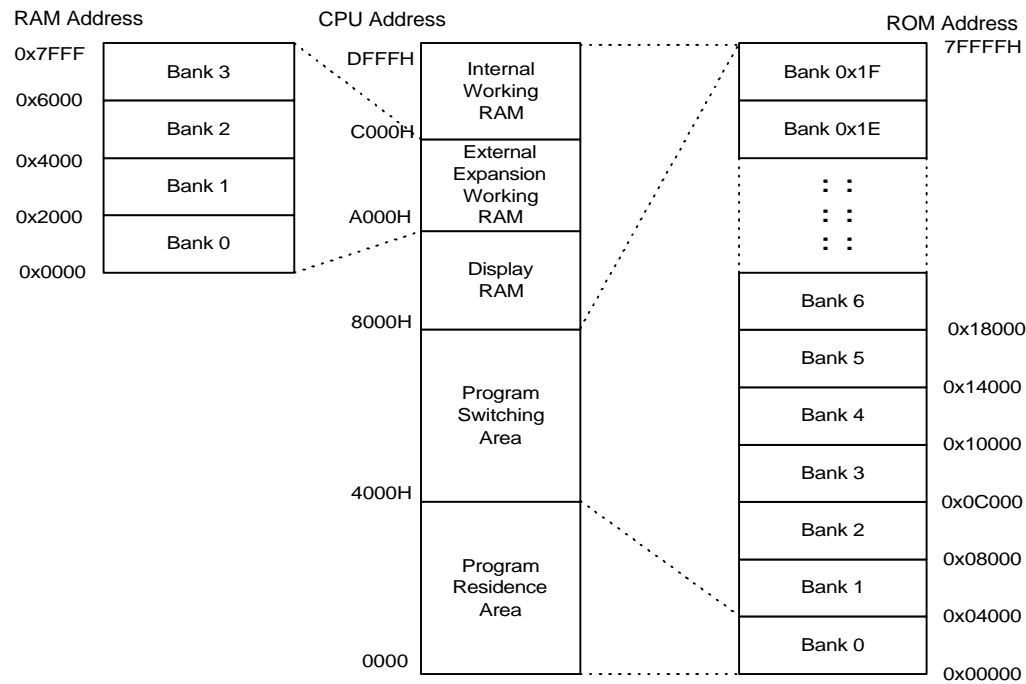 RAM Address
0x7FFF
Bank 3
0x6000
Bank 2
0x4000
Bank 1
0x2000
Bank 0
0x0000
CPU Address
DFFFH
Internal
Working
RAM
C000H
External
Expansion
Working
RAM
A000H
Display
RAM
8000H
Program
Switching
Area
4000H
Program
Residence
Area
0000
ROM Address
7FFFFH
Bank 0x1F
Bank 0x1E
: :
: :
: :
Bank 6
0x18000
Bank 5
0x14000
Bank 4
0x10000
Bank 3
0x0C000
Bank 2
0x08000
Bank 1
0x04000
Bank 0
0x00000